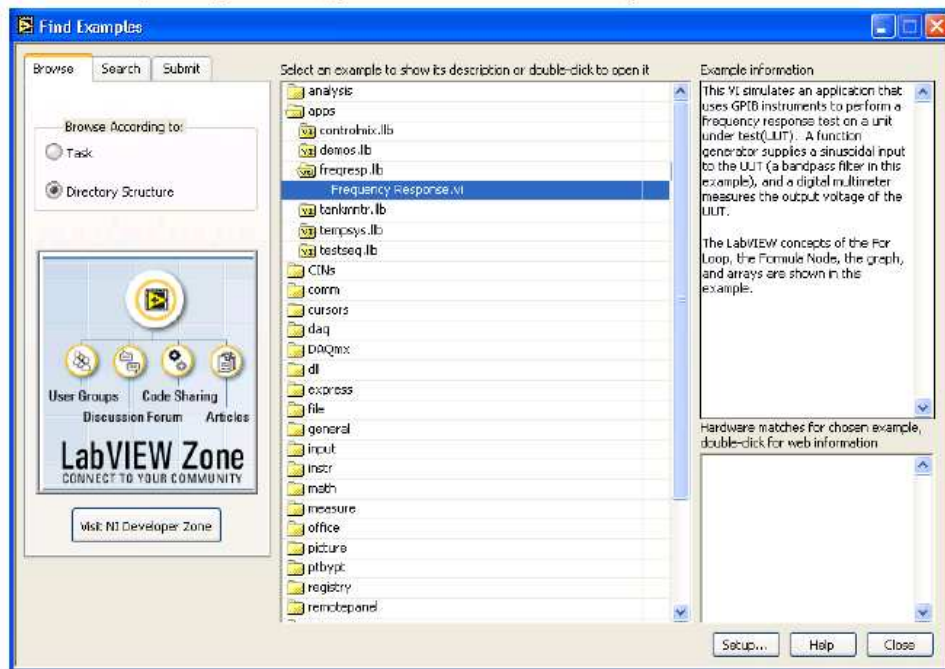 Find Examples
Browse
Search
Submit
Browse According to:
Task
Directory Structure
User Groups
Code Sharing
Discussion Forum
Articles
LabVIEW Zone
CONNECT TO YOUR COMMUNITY
Visit NI Developer Zone
Select an example to show its description or double-click to open it
analysis
apps
controlmix.llb
demos.llb
freqresp.llb
Frequency Response.vi
tankmntr.llb
tempsys.llb
testseq.llb
CINs
comm
cursors
daq
DAQmx
dll
express
file
general
input
instr
math
measure
office
picture
ptbypt
registry
remotepanel
Example information
This VI simulates an application that
uses GPIB instruments to perform a
frequency response test on a unit
under test(UUT).  A function
generator supplies a sinusoidal input
to the UUT (a bandpass filter in this
example), and a digital multimeter
measures the output voltage of the
UUT.
The LabVIEW concepts of the For
Loop, the Formula Node, the graph,
and arrays are shown in this
example.
Hardware matches for chosen example,
double-click for web information
Setup...
Help
Close